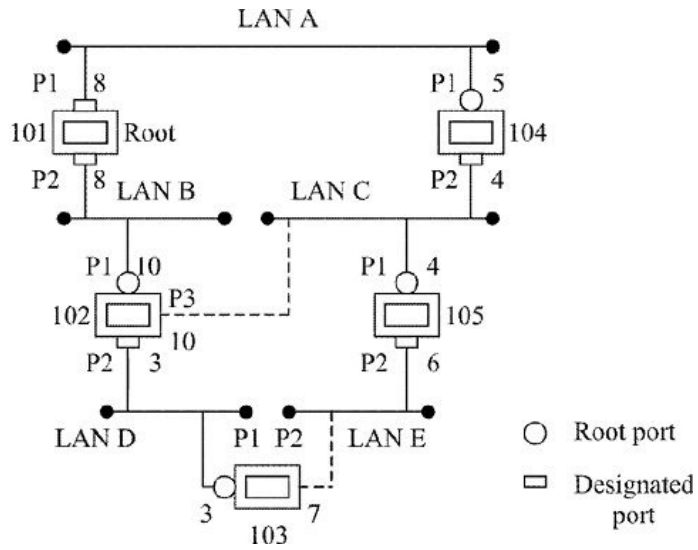 LAN A
P1 8
P1 5
101 Root
104
P2 8
P2 4
LAN B
LAN C
P1 10
P1 4
P3
102
105
10
P2 3
P2 6
LAN D
P1 P2
LAN E
Root port
3 7
Designated
port
103